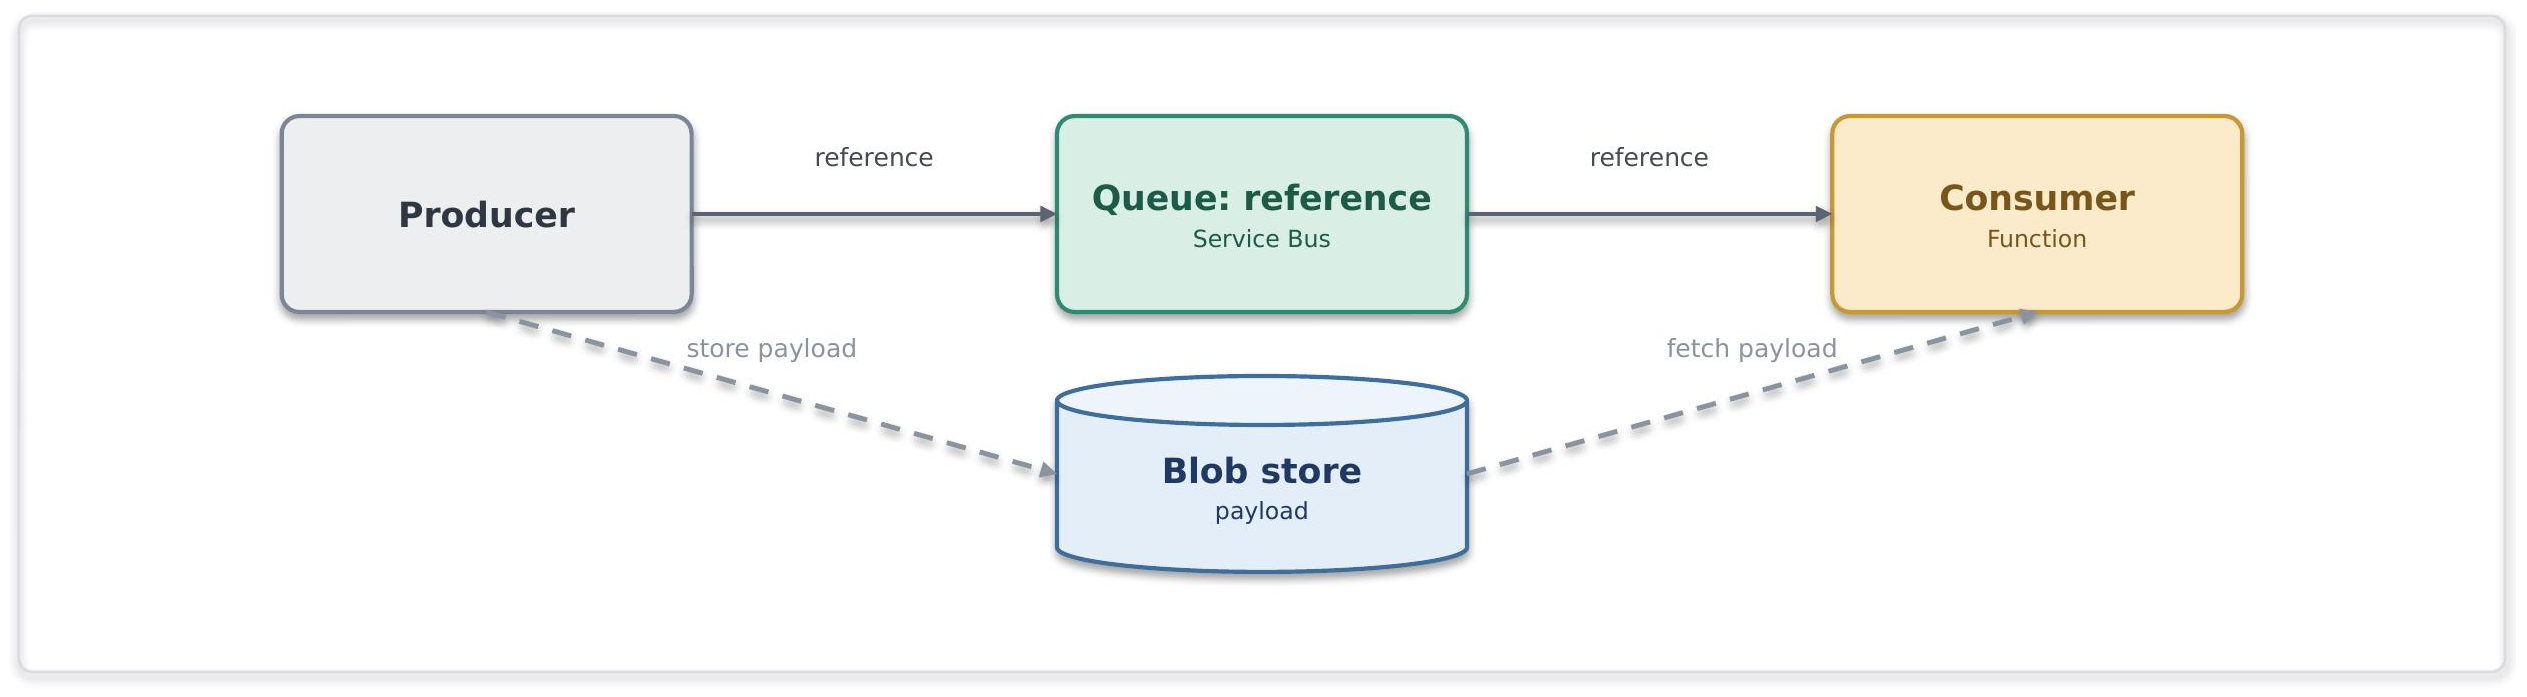 Producer
reference
Queue: reference
Service Bus
reference
Consumer
Function
store payload
fetch payload
Blob store
payload